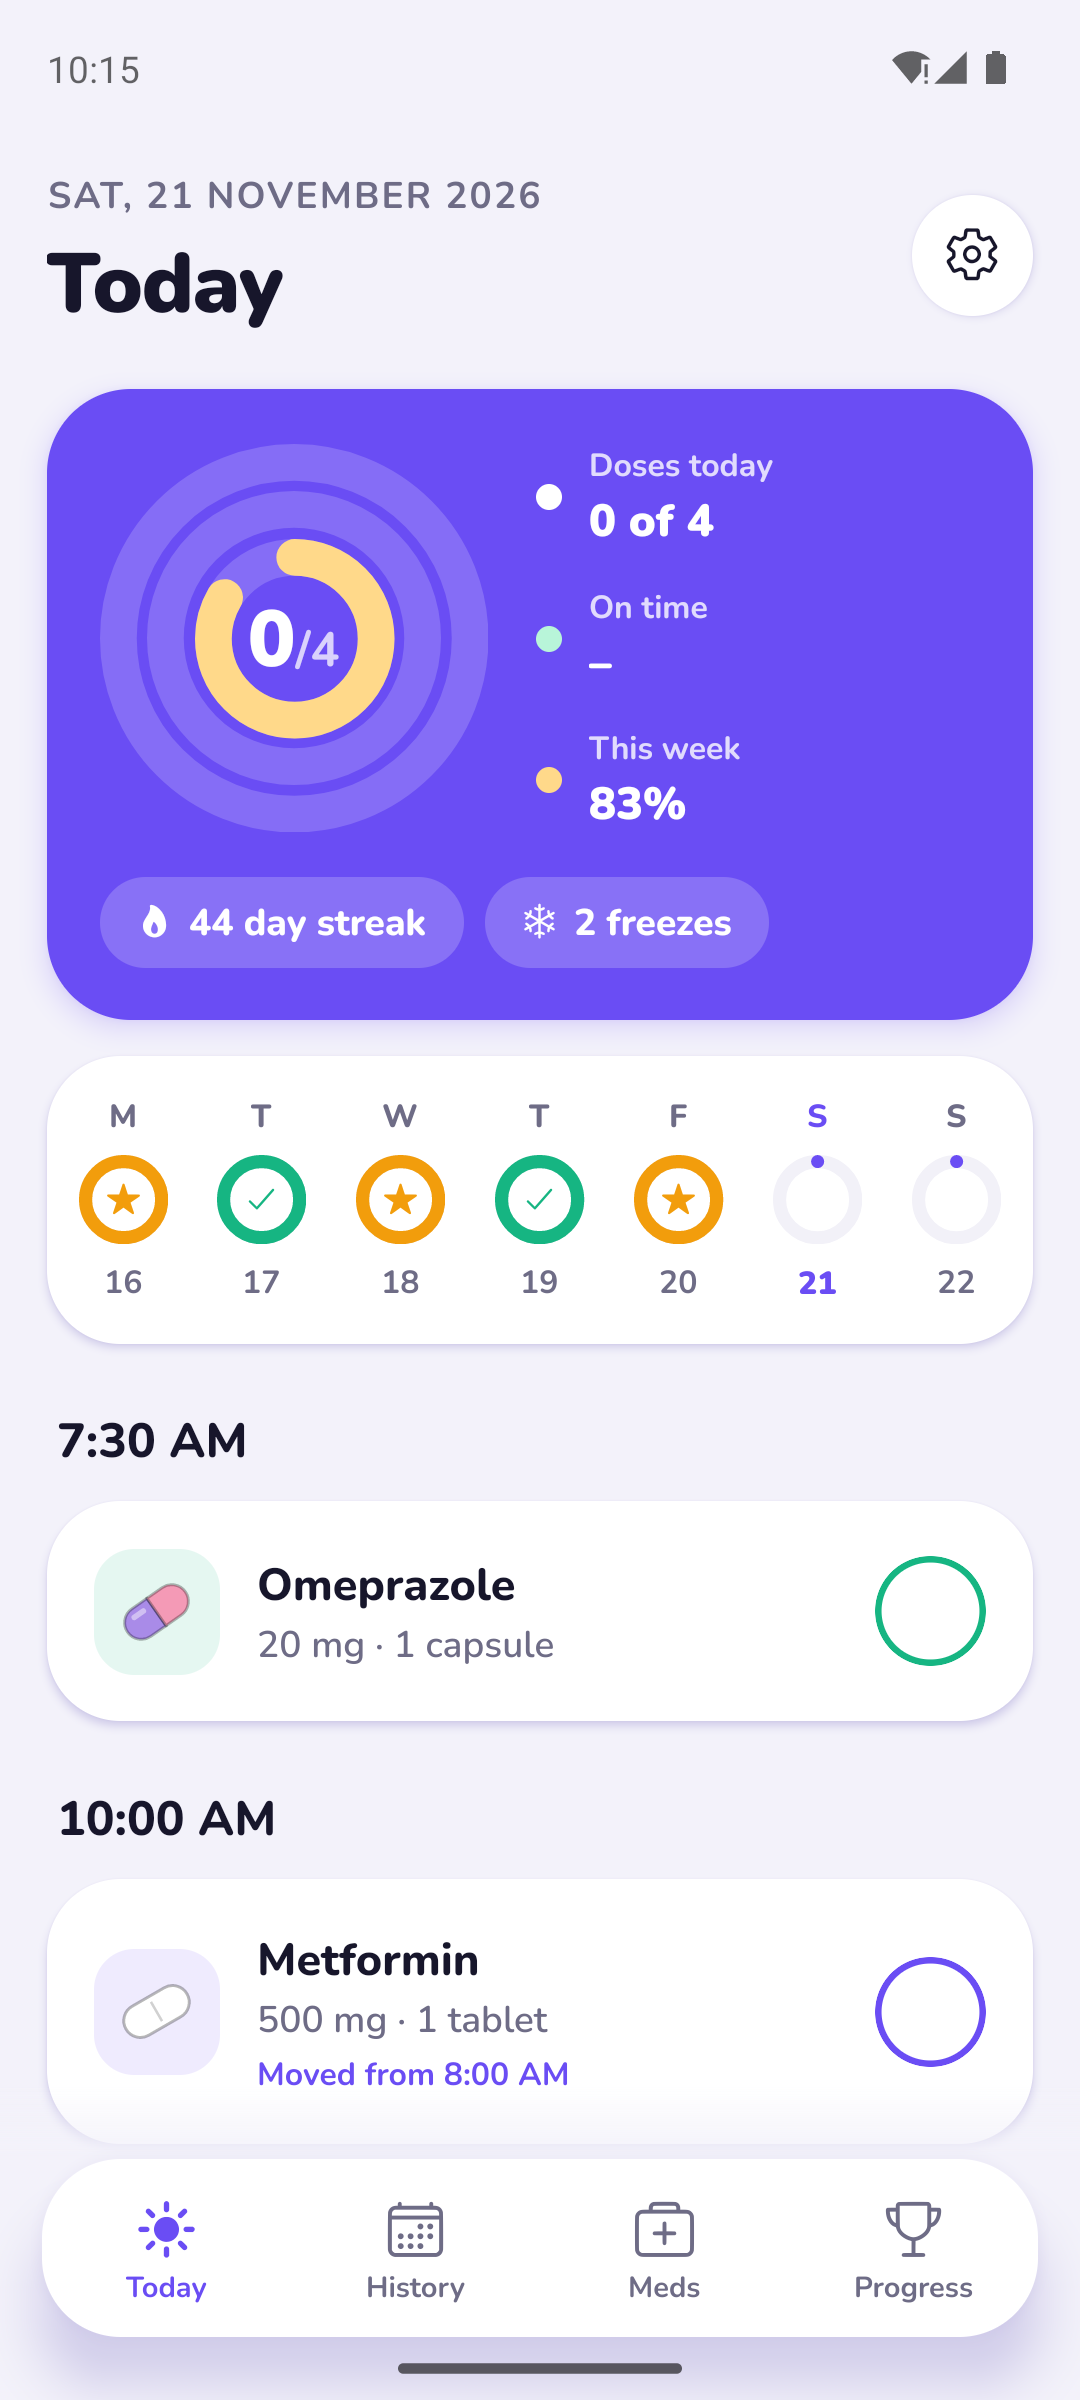 10:15
SAT, 21 NOVEMBER 2026
Today
0/4
Doses today
0 of 4
On time
–
This week
83%
44 day streak
2 freezes
M T W T F S S
16 17 18 19 20 21 22
7:30 AM
Omeprazole
20 mg · 1 capsule
10:00 AM
Metformin
500 mg · 1 tablet
Moved from 8:00 AM
Today History Meds Progress